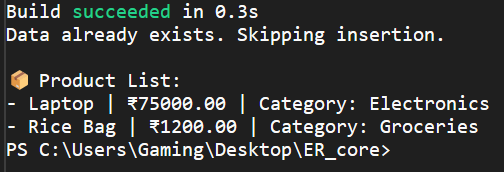 Build succeeded in 0.3s
Data already exists. Skipping insertion.
📦 Product List:
- Laptop | ₹75000.00 | Category: Electronics
- Rice Bag | ₹1200.00 | Category: Groceries
PS C:\Users\Gaming\Desktop\ER_core>